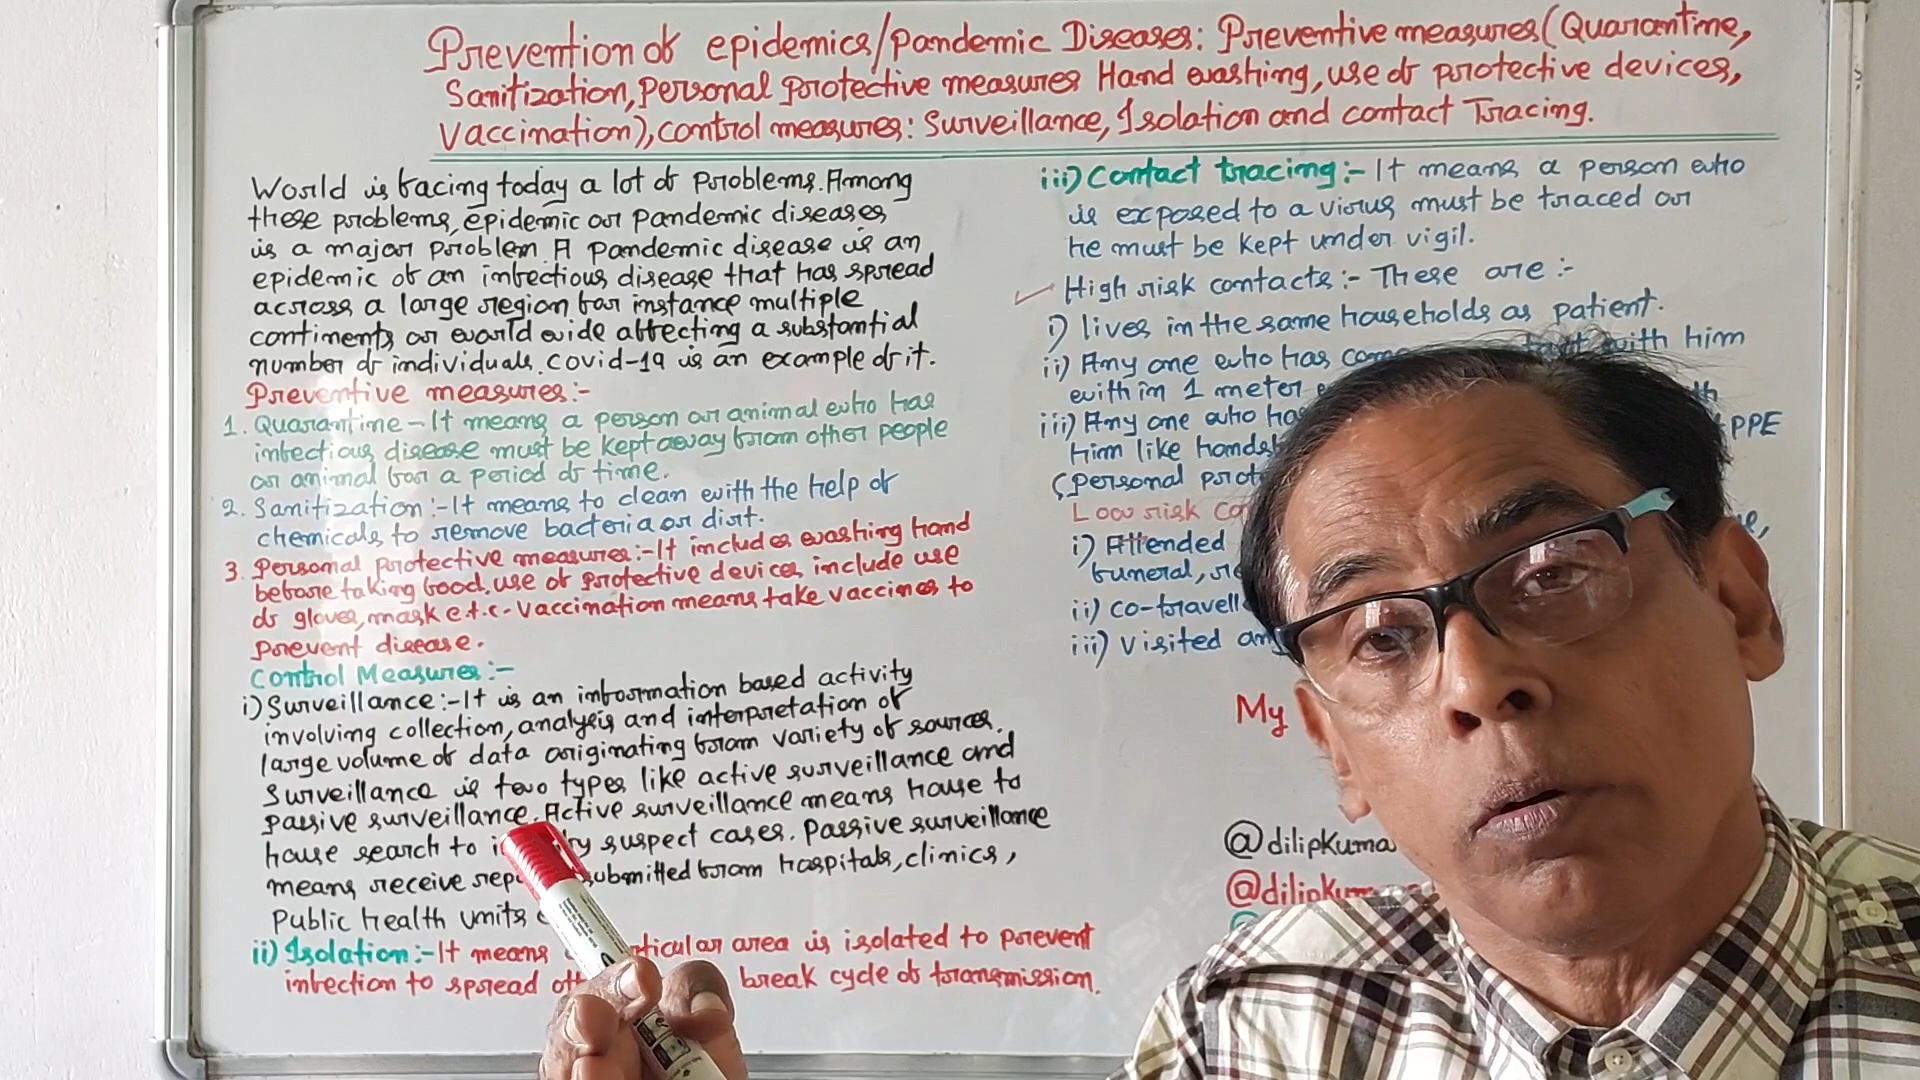 Prevention of epidemics/pandemic Diseases: Preventive measures (Quarantine,
Sanitization, personal protective measures Hand washing, use of protective devices,
Vaccination), control measures: Surveillance, Isolation and contact Tracing.
World is facing today a lot of problems. Among
these problems, epidemic or pandemic diseases
is a major problem. A pandemic disease is an
epidemic of an infectious disease that has spread
across a large region for instance multiple
continents or world wide affecting a substantial
number of individuals. covid-19 is an example of it.
Preventive measures:-
1. Quarantine - It means a person or animal who has
infectious disease must be kept away from other people
or animal for a period of time.
2. Sanitization:- It means to clean with the help of
chemicals to remove bacteria or dirt.
3. Personal protective measures:- It includes washing hand
before taking food, use of protective devices include use
of gloves, mask e.t.c. Vaccination means take vaccines to
prevent disease.
Control Measures:-
i) Surveillance:- It is an information based activity
involving collection, analysis and interpretation of
large volume of data originating from variety of sources.
Surveillance is two types like active surveillance and
passive surveillance. Active surveillance means house to
house search to suspect cases. Passive surveillance
means receive submitted from hospitals, clinics,
public health units
ii) Isolation:- It means area is isolated to prevent
infection to spread break cycle of transmission.
iii) Contact tracing:- It means a person who
is exposed to a virus must be traced or
he must be kept under vigil.
High risk contacts:- These are:-
i) lives in the same households as patient.
ii) Any one who has with him
within 1 meter
iii) Any one who has PPE
him like
(Personal
Low risk
i) Attended
funeral,
ii) co-travell
iii) Visited any
My
@dilipkuma
@dilipkum